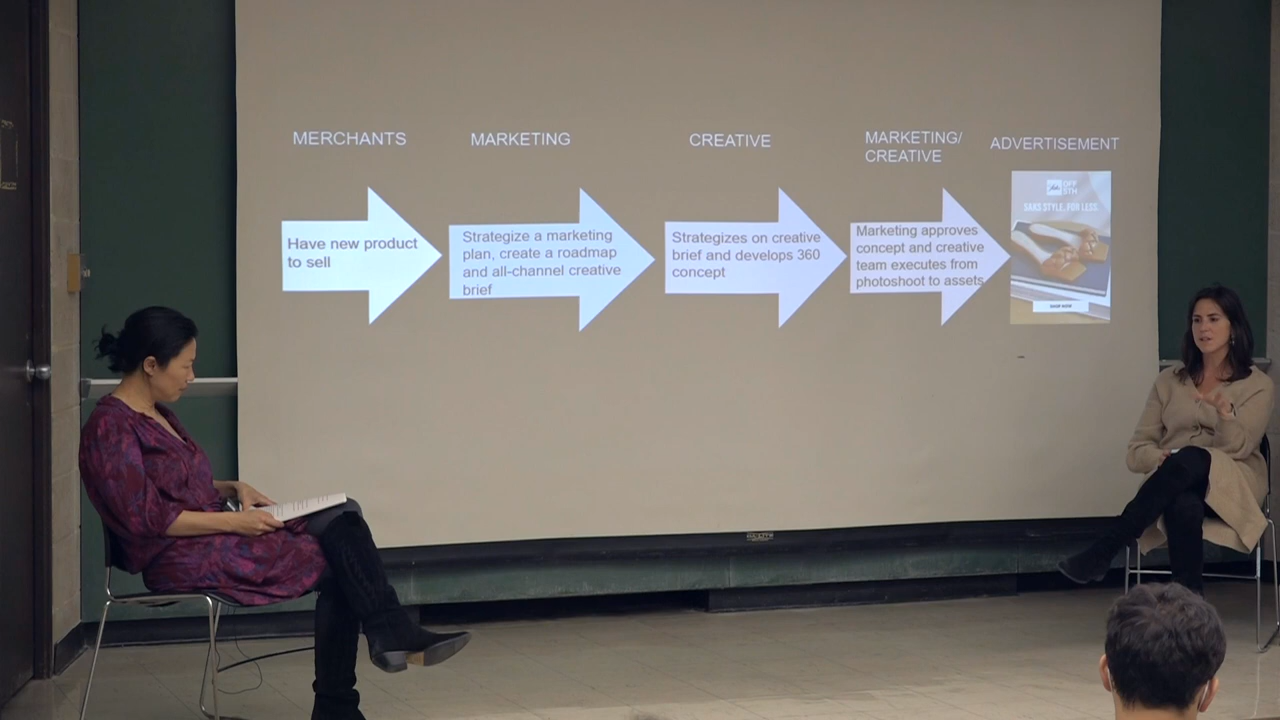 MERCHANTS
Have new product
to sell
MARKETING
Strategize a marketing
plan, create a roadmap
and all-channel creative
brief
CREATIVE
Strategizes on creative
brief and develops 360
concept
MARKETING/
CREATIVE
Marketing approves
concept and creative
team executes from
photoshoot to assets
ADVERTISEMENT
OFF
5TH
SAKS STYLE. FOR LESS.
SHOP NOW